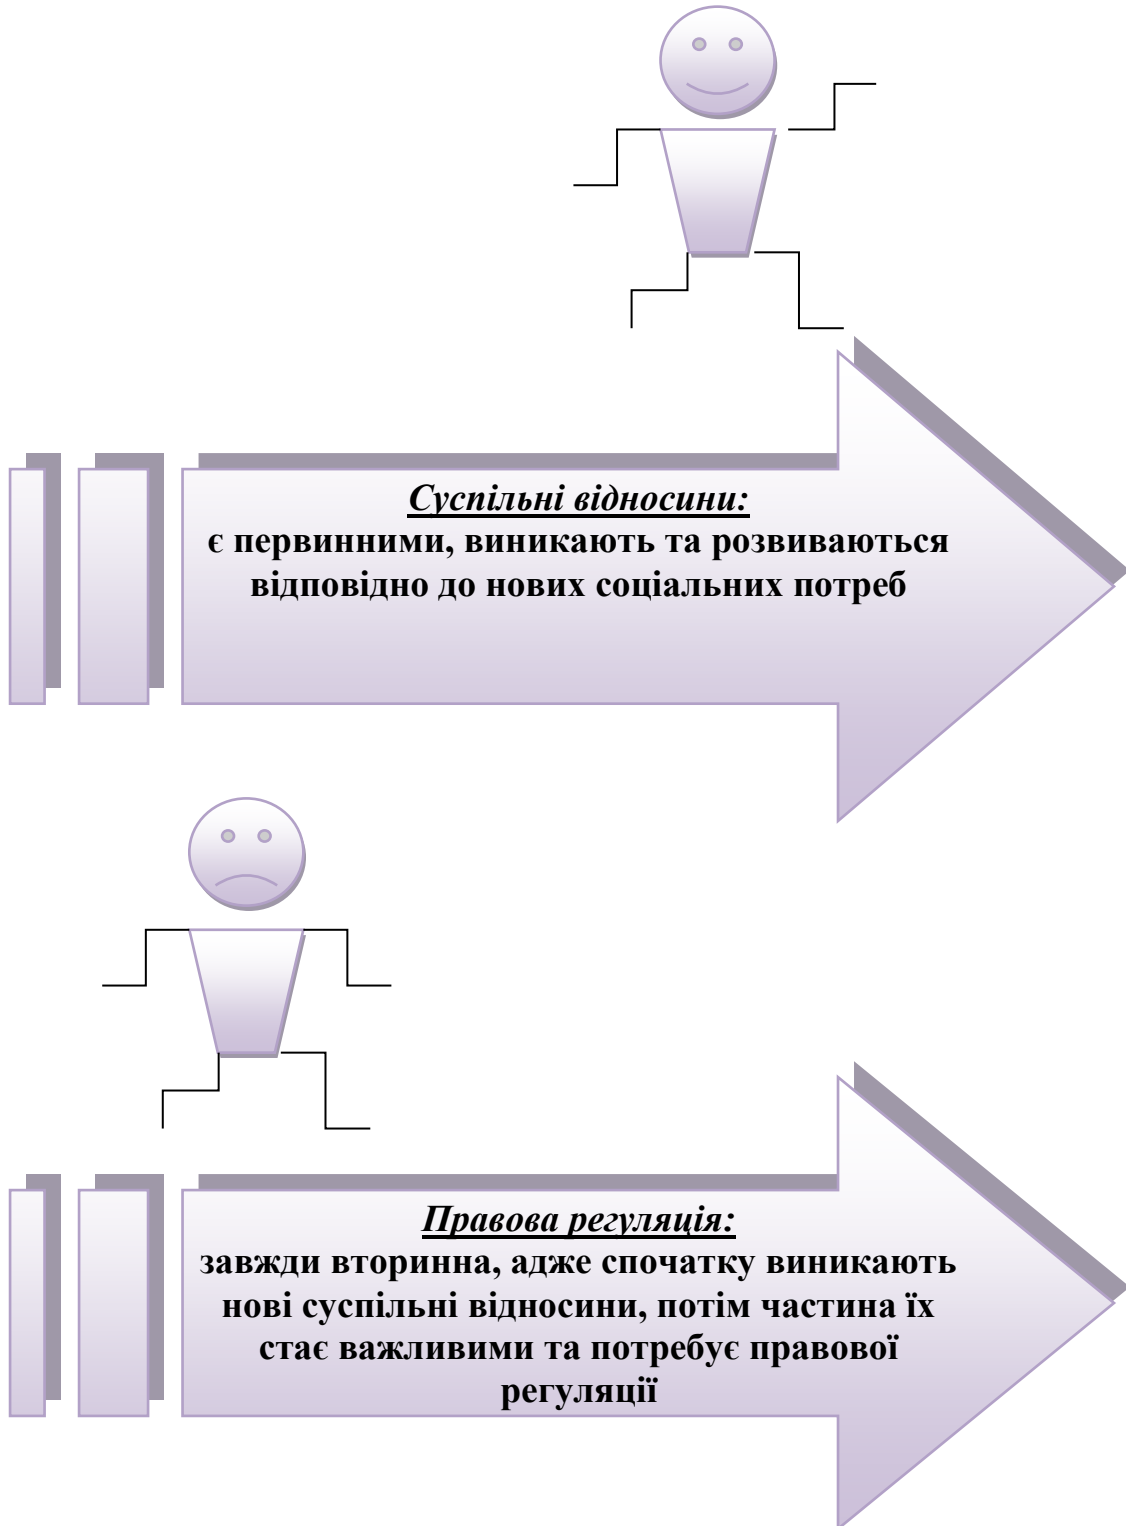 Суспільні відносини:
є первинними, виникають та розвиваються
відповідно до нових соціальних потреб
Правова регуляція:
завжди вторинна, адже спочатку виникають
нові суспільні відносини, потім частина їх
стає важливими та потребує правової
регуляції